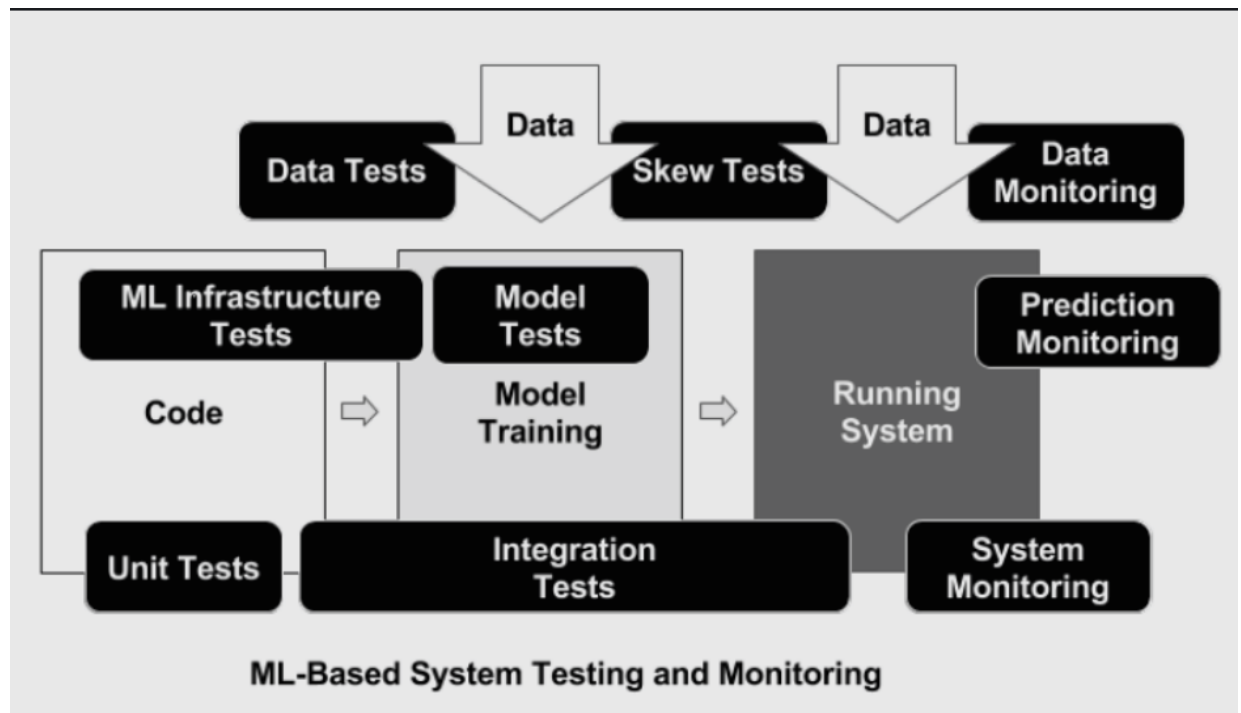 Data
Data
Data Tests
Skew Tests
Data
Monitoring
ML Infrastructure
Tests
Model
Tests
Prediction
Monitoring
Code
Model
Training
Running
System
Unit Tests
Integration
Tests
System
Monitoring
ML-Based System Testing and Monitoring